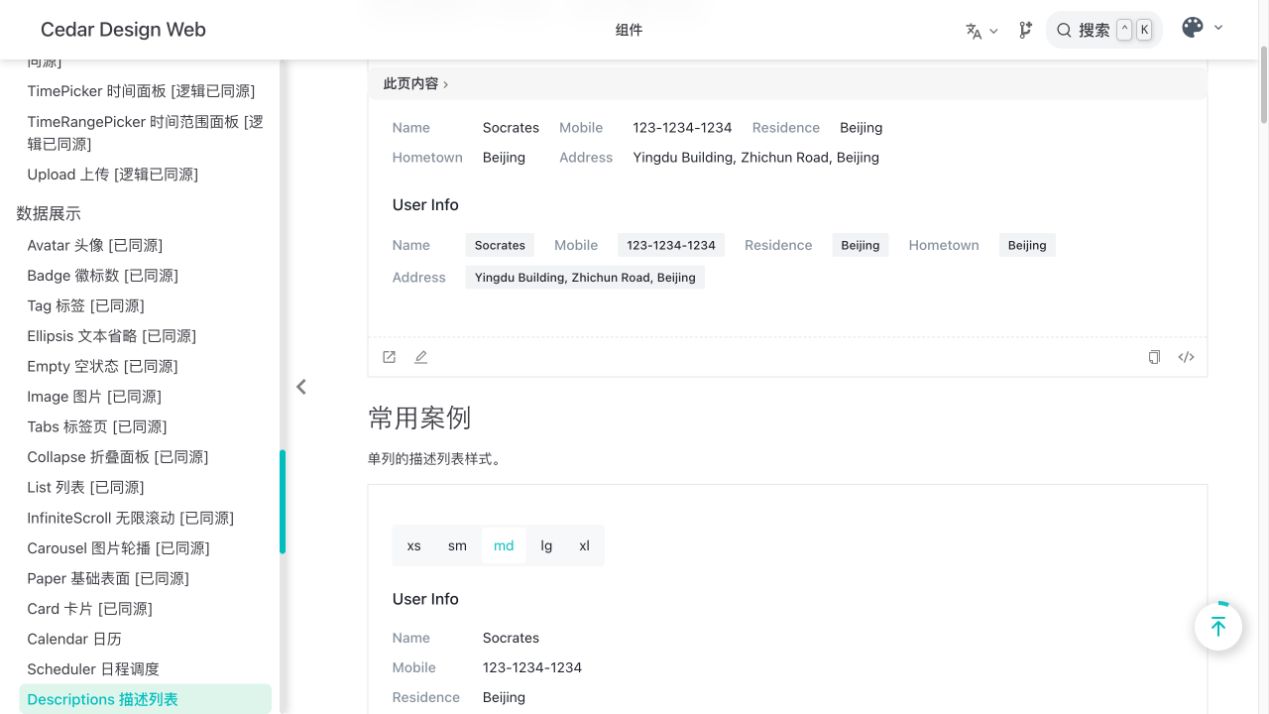 Cedar Design Web
组件
搜索 ^ K
同源]
TimePicker 时间面板 [逻辑已同源]
TimeRangePicker 时间范围面板 [逻
辑已同源]
Upload 上传 [逻辑已同源]
数据展示
Avatar 头像 [已同源]
Badge 徽标数 [已同源]
Tag 标签 [已同源]
Ellipsis 文本省略 [已同源]
Empty 空状态 [已同源]
Image 图片 [已同源]
Tabs 标签页 [已同源]
Collapse 折叠面板 [已同源]
List 列表 [已同源]
InfiniteScroll 无限滚动 [已同源]
Carousel 图片轮播 [已同源]
Paper 基础表面 [已同源]
Card 卡片 [已同源]
Calendar 日历
Scheduler 日程调度
Descriptions 描述列表
此页内容 ›
Name Socrates Mobile 123-1234-1234 Residence Beijing
Hometown Beijing Address Yingdu Building, Zhichun Road, Beijing
User Info
Name Socrates Mobile 123-1234-1234 Residence Beijing Hometown Beijing
Address Yingdu Building, Zhichun Road, Beijing
常用案例
单列的描述列表样式。
xs sm md lg xl
User Info
Name Socrates
Mobile 123-1234-1234
Residence Beijing